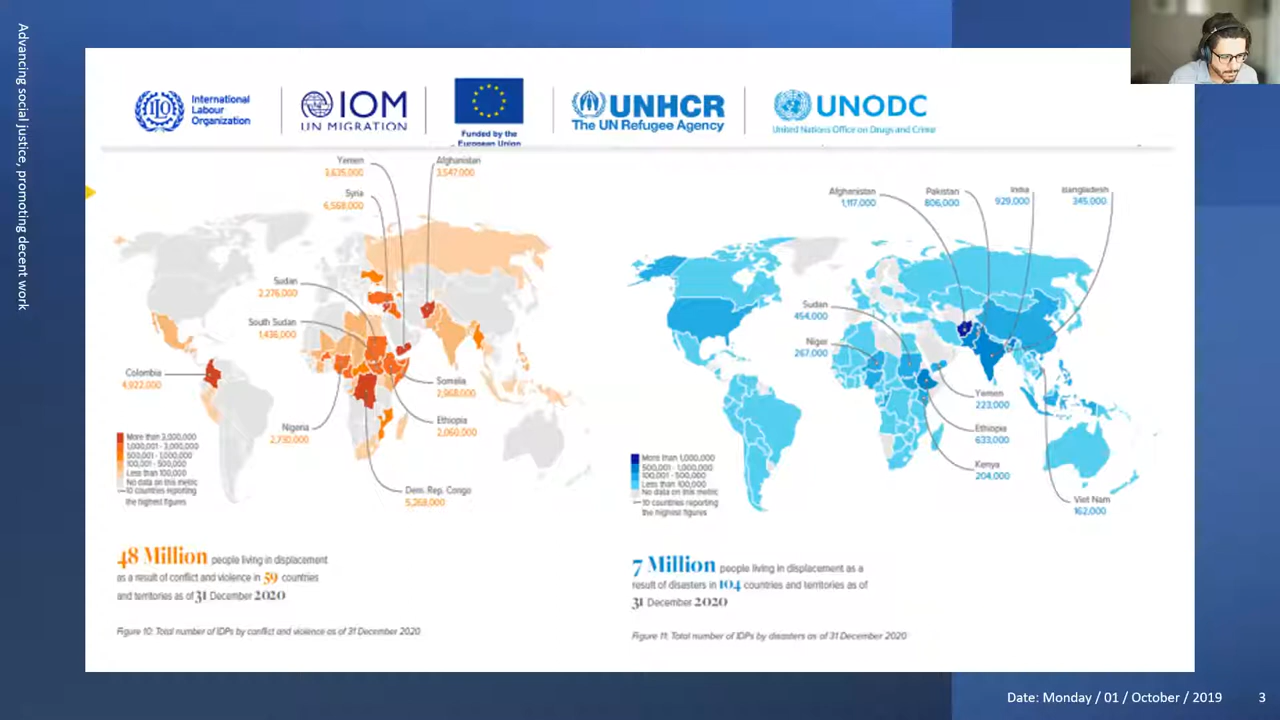 Advancing social justice, promoting decent work
International
Labour
Organization
IOM
UN MIGRATION
Funded by the
European Union
UNHCR
The UN Refugee Agency
UNODC
United Nations Office on Drugs and Crime
Yemen
3,635,000
Afghanistan
3,547,000
Syria
6,568,000
Sudan
2,276,000
South Sudan
1,436,000
Colombia
4,922,000
Somalia
2,968,000
Ethiopia
2,060,000
Nigeria
2,730,000
Dem. Rep. Congo
5,268,000
More than 3,000,000
1,000,001 - 3,000,000
500,001 - 1,000,000
100,001 - 500,000
Less than 100,000
No data on this metric
10 countries reporting
the highest figures
48 Million people living in displacement
as a result of conflict and violence in 59 countries
and territories as of 31 December 2020
Figure 10: Total number of IDPs by conflict and violence as of 31 December 2020
Afghanistan
1,117,000
Pakistan
806,000
India
929,000
Bangladesh
345,000
Sudan
454,000
Niger
267,000
Yemen
223,000
Ethiopia
633,000
Kenya
204,000
Viet Nam
162,000
More than 1,000,000
500,001 - 1,000,000
100,001 - 500,000
Less than 100,000
No data on this metric
10 countries reporting
the highest figures
7 Million people living in displacement as a
result of disasters in 104 countries and territories as of
31 December 2020
Figure 11: Total number of IDPs by disasters as of 31 December 2020
Date: Monday / 01 / October / 2019
3